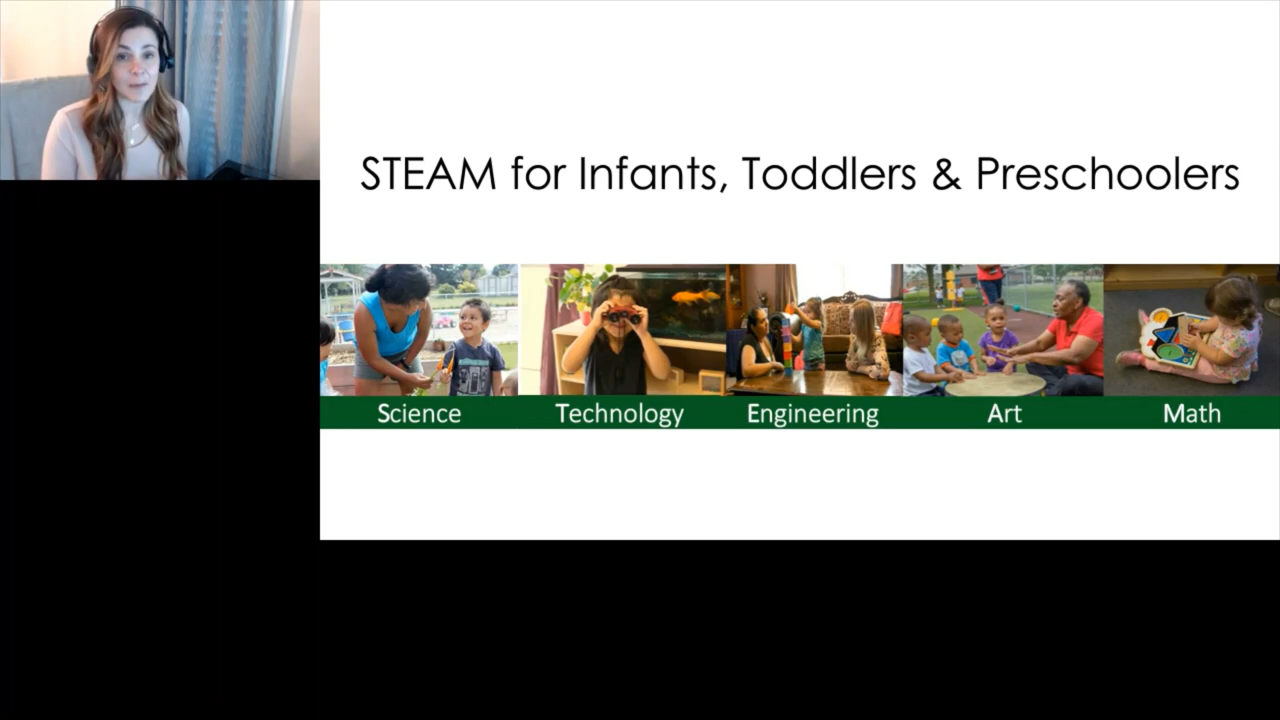 STEAM for Infants, Toddlers & Preschoolers
Science Technology Engineering Art Math